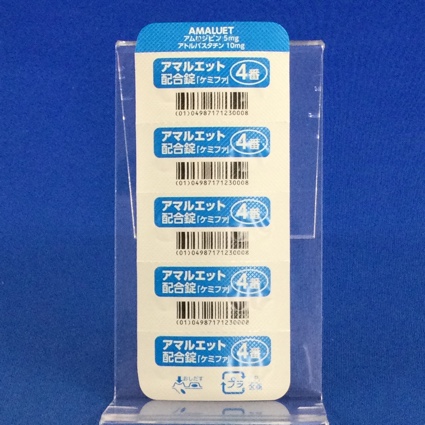 AMALUET
アムロジピン 5mg
アトルバスタチン 10mg
アマルエット
配合錠「ケミファ」 4番
(01)04987171230008
アマルエット
配合錠「ケミファ」 4番
(01)04987171230008
アマルエット
配合錠「ケミファ」 4番
(01)04987171230008
アマルエット
配合錠「ケミファ」 4番
(01)04987171230008
アマルエット
配合錠「ケミファ」 4番
おしだす
プラ